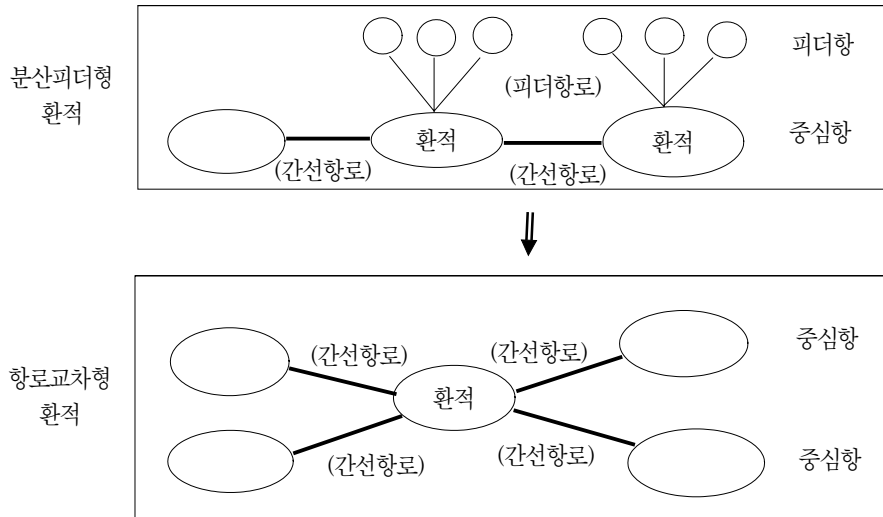 피더항
분산피더형
환적
(피더항로)
환적
환적
중심항
(간선항로)
(간선항로)
항로교차형
환적
(간선항로)
(간선항로)
중심항
환적
(간선항로)
(간선항로)
중심항